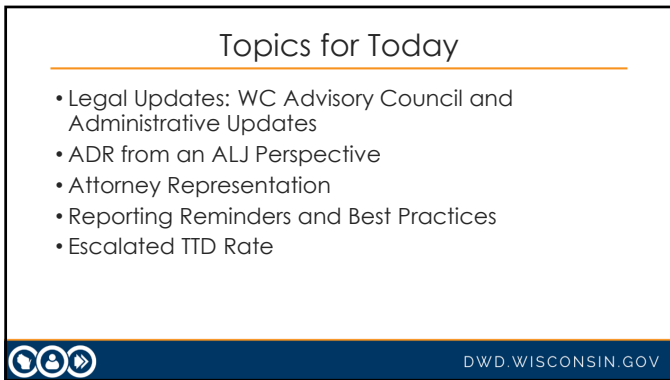 Topics for Today
• Legal Updates: WC Advisory Council and
Administrative Updates
• ADR from an ALJ Perspective
• Attorney Representation
• Reporting Reminders and Best Practices
• Escalated TTD Rate
DWD.WISCONSIN.GOV